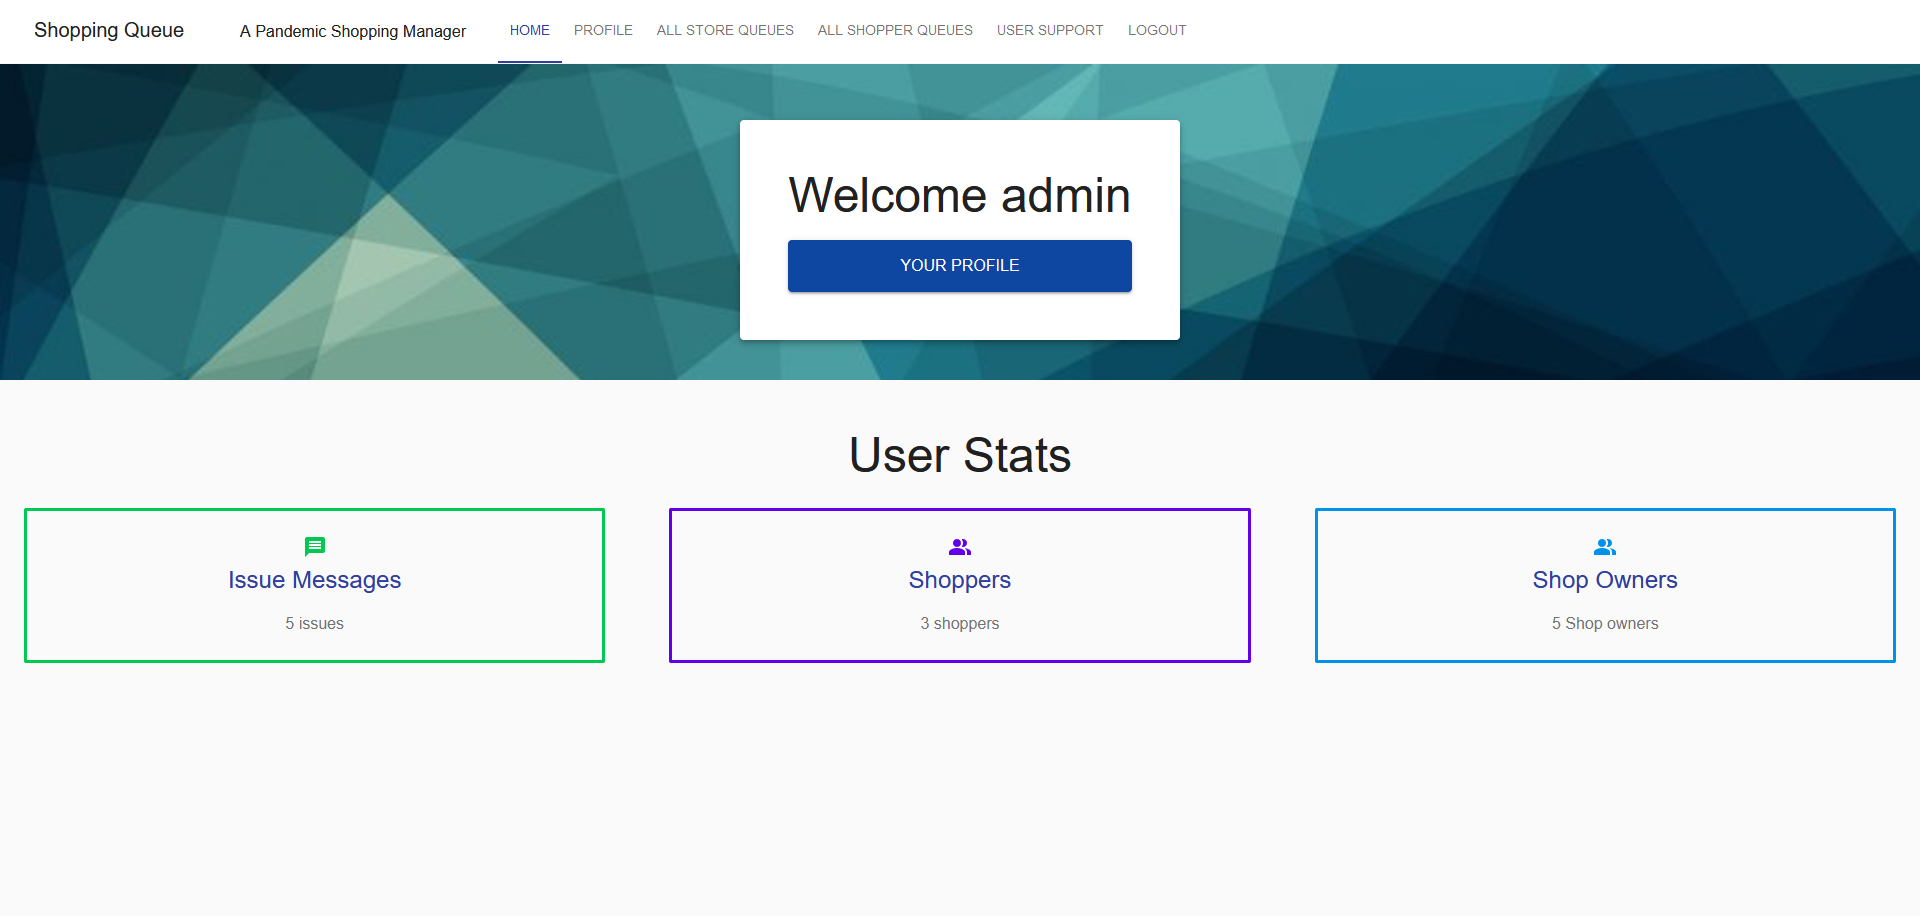 Shopping Queue
A Pandemic Shopping Manager
HOME
PROFILE
ALL STORE QUEUES
ALL SHOPPER QUEUES
USER SUPPORT
LOGOUT
Welcome admin
YOUR PROFILE
User Stats
Issue Messages
5 issues
Shoppers
3 shoppers
Shop Owners
5 Shop owners